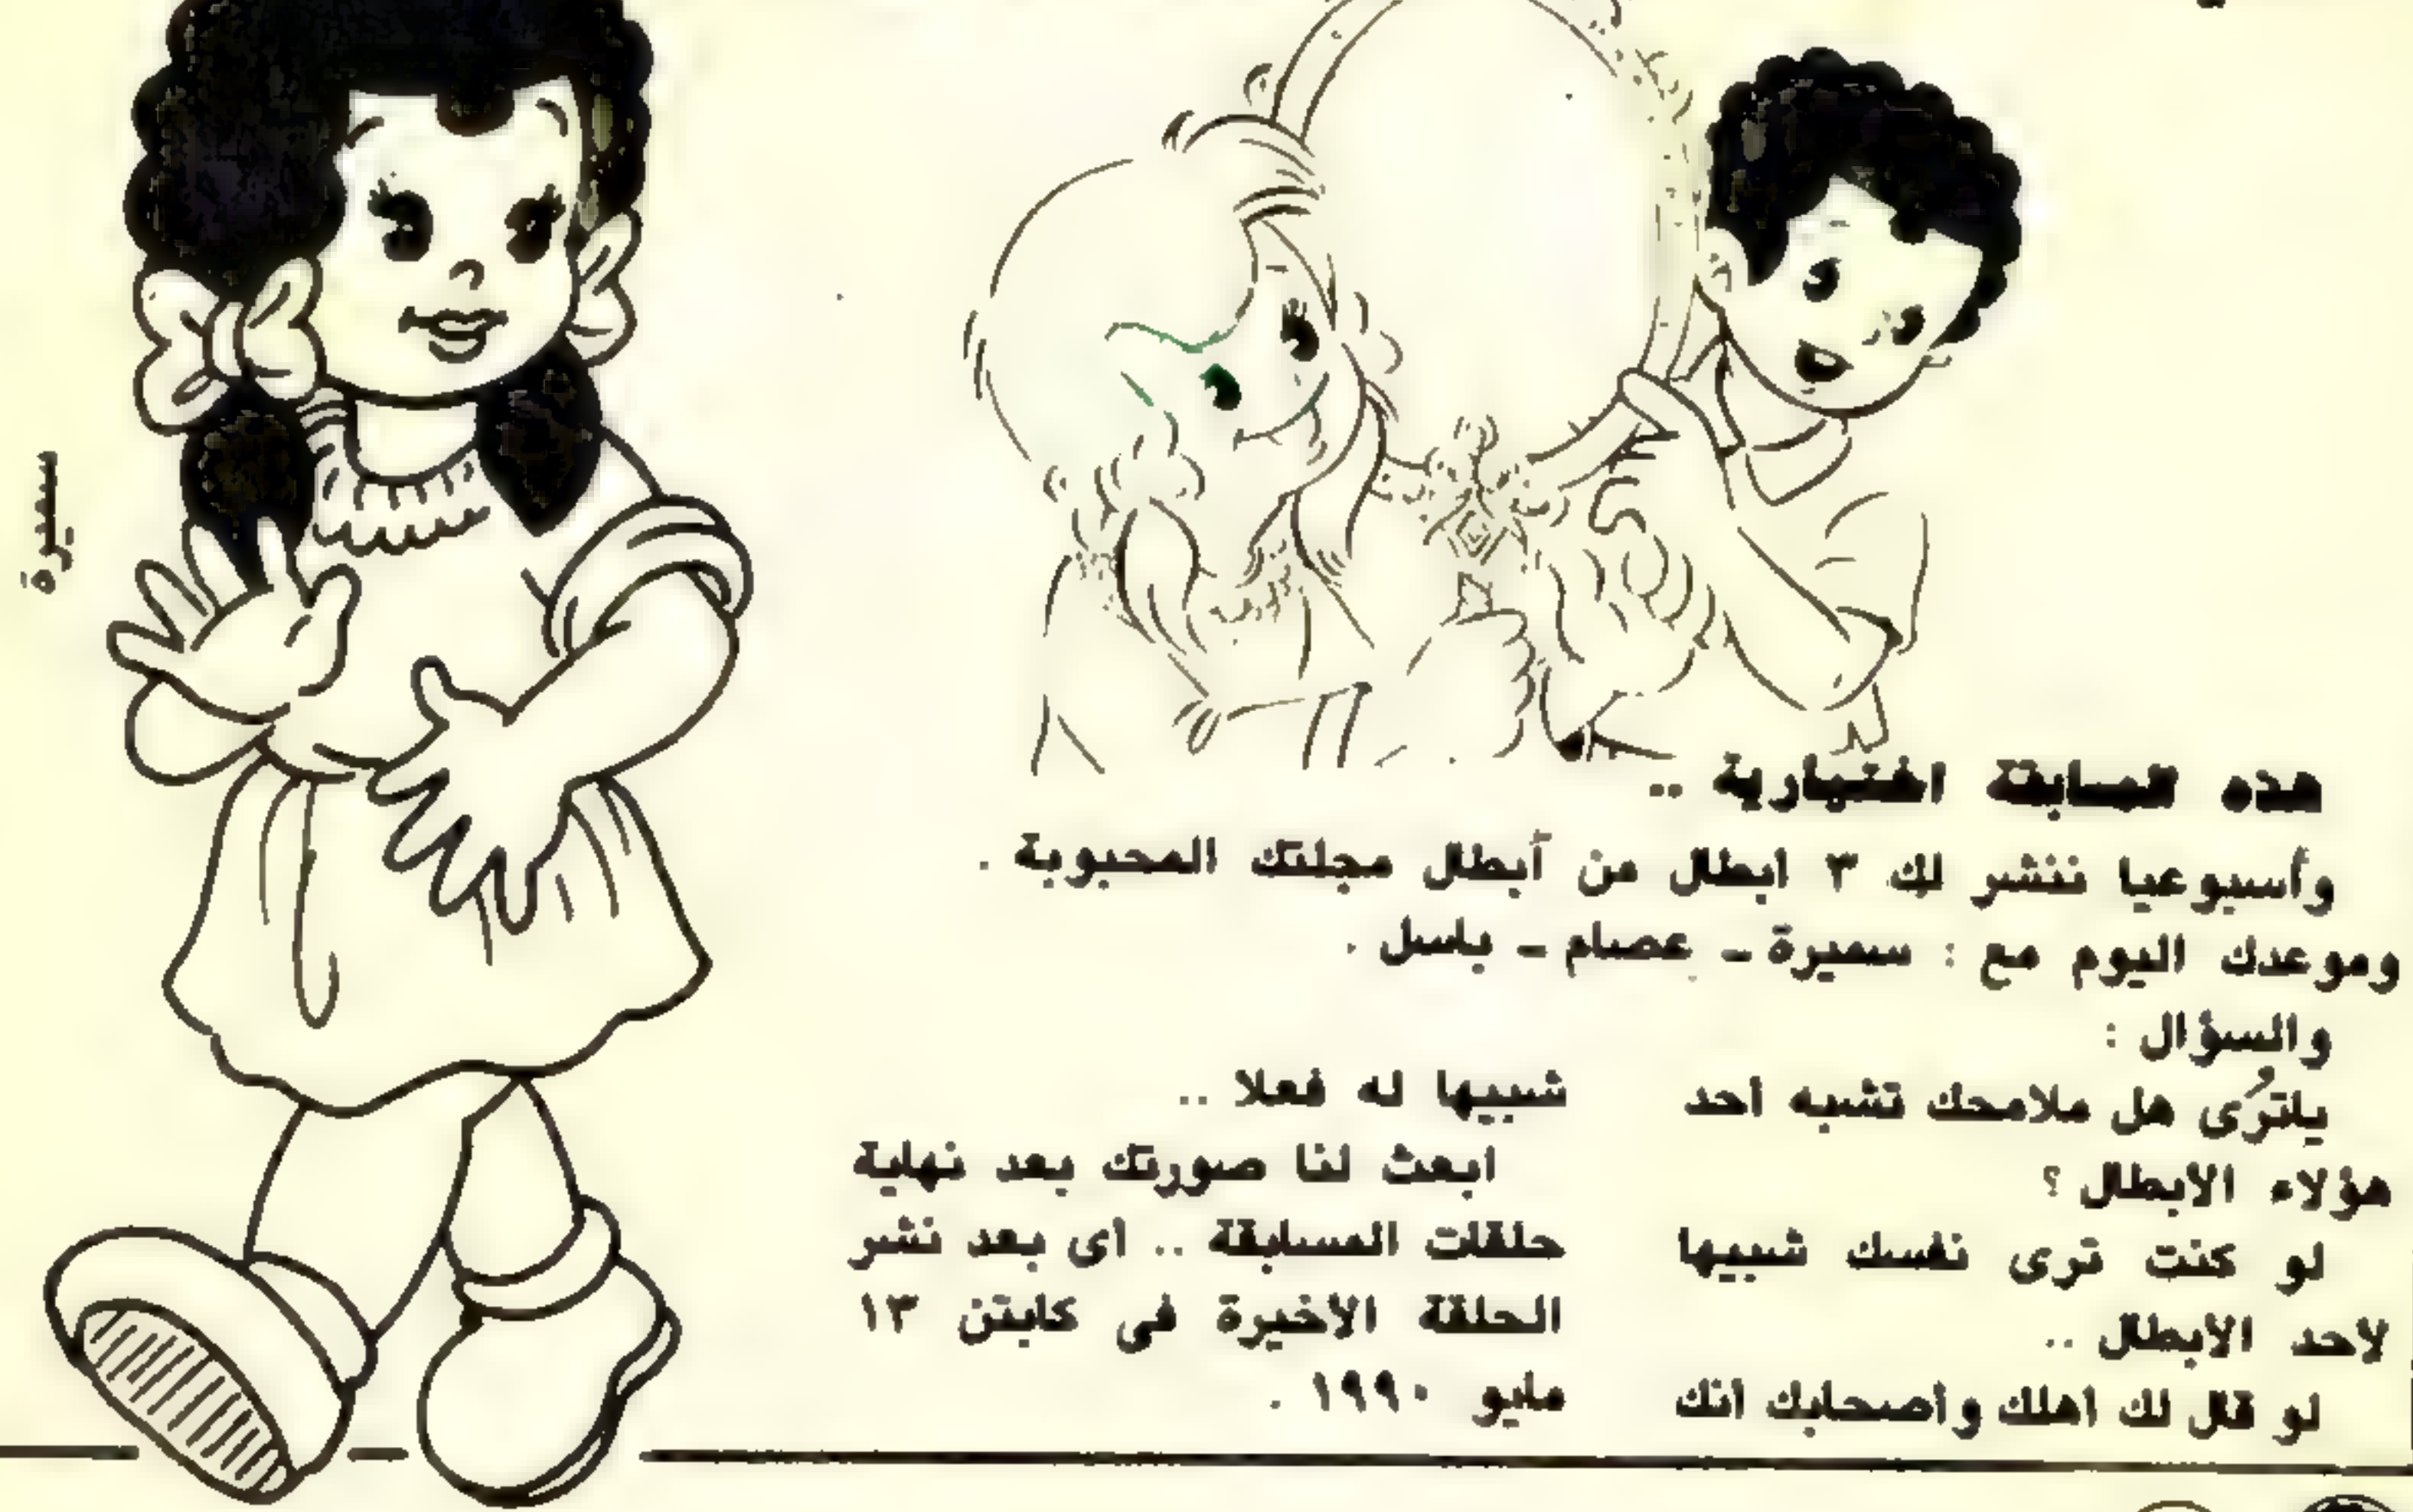 هذه المسابقة اختيارية ..
وأسبوعيا ننشر لك ٣ ابطال من أبطال مجلتك المحبوبة .
وموعدك اليوم مع : سميرة ـ عصام ـ باسل .
والسؤال :
ياترُى هل ملامحك تشبه احد
هؤلاء الابطال ؟
لو كنت ترى نفسك شبيها
لاحد الابطال ..
لو قال لك اهلك وأصحابك انك
شبيها له فعلا ..
ابعث لنا صورتك بعد نهاية
حلقات المسابقة .. اى بعد نشر
الحلقة الاخيرة فى كابتن ١٣
مايو ١٩٩٠ .
سميرة